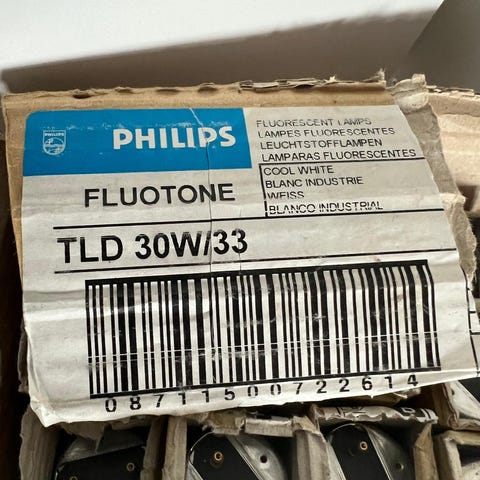 PHILIPS
FLUORESCENT LAMPS
LAMPES FLUORESCENTES
LEUCHTSTOFFLAMPEN
LAMPARAS FLUORESCENTES
FLUOTONE
COOL WHITE
BLANC INDUSTRIE
WEISS
BLANCO INDUSTRIAL
TLD 30W/33
08711500722614